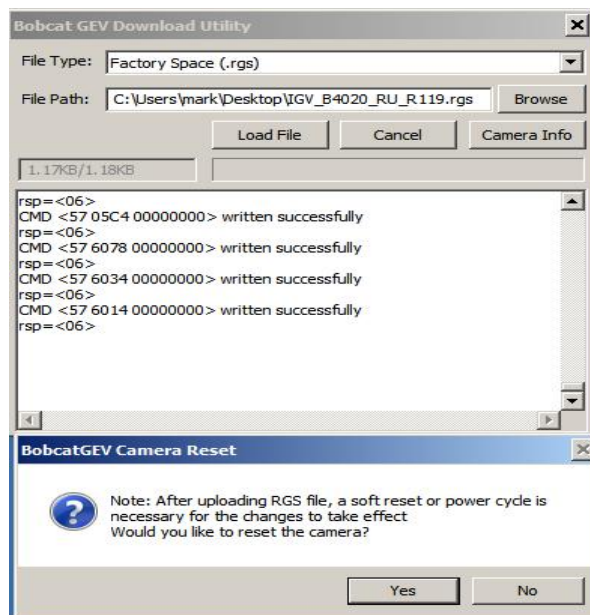 Bobcat GEV Download Utility
File Type: Factory Space (.rgs)
File Path: C:\Users\mark\Desktop\IGV_B4020_RU_R119.rgs Browse
Load File Cancel Camera Info
1.17KB/1.18KB
rsp=<06>
CMD <57 05C4 00000000> written successfully
rsp=<06>
CMD <57 6078 00000000> written successfully
rsp=<06>
CMD <57 6034 00000000> written successfully
rsp=<06>
CMD <57 6014 00000000> written successfully
rsp=<06>
BobcatGEV Camera Reset
Note: After uploading RGS file, a soft reset or power cycle is
necessary for the changes to take effect
Would you like to reset the camera?
Yes No